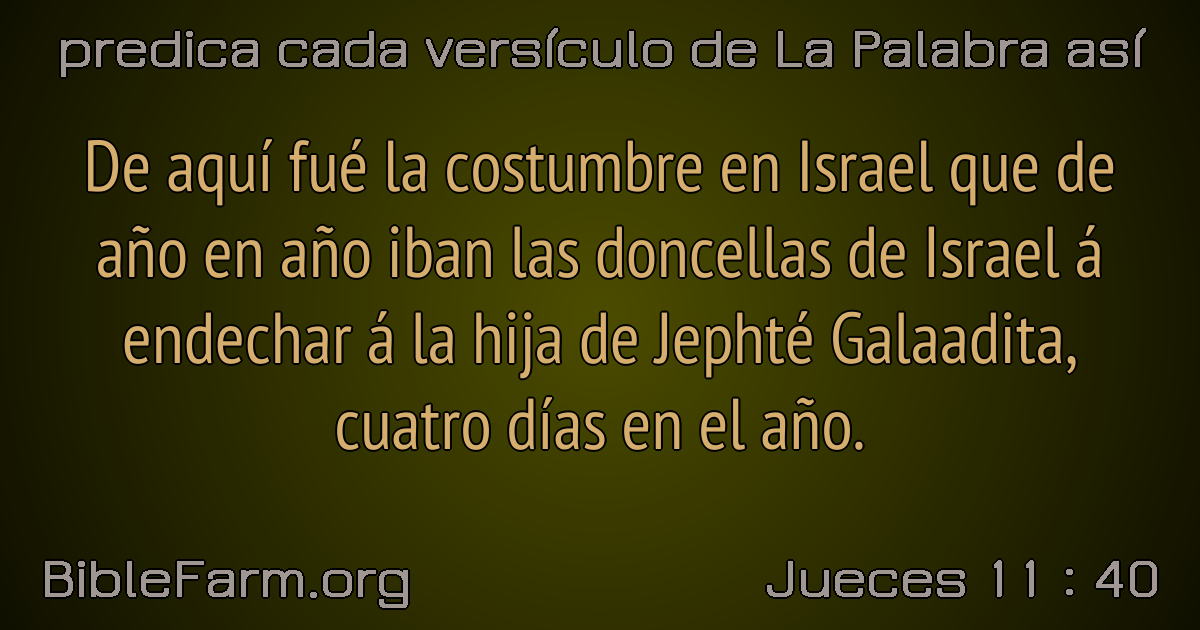 predica cada versículo de La Palabra así
De aquí fué la costumbre en Israel que de
año en año iban las doncellas de Israel á
endechar á la hija de Jephté Galaadita,
cuatro días en el año.
BibleFarm.org
Jueces 11 : 40